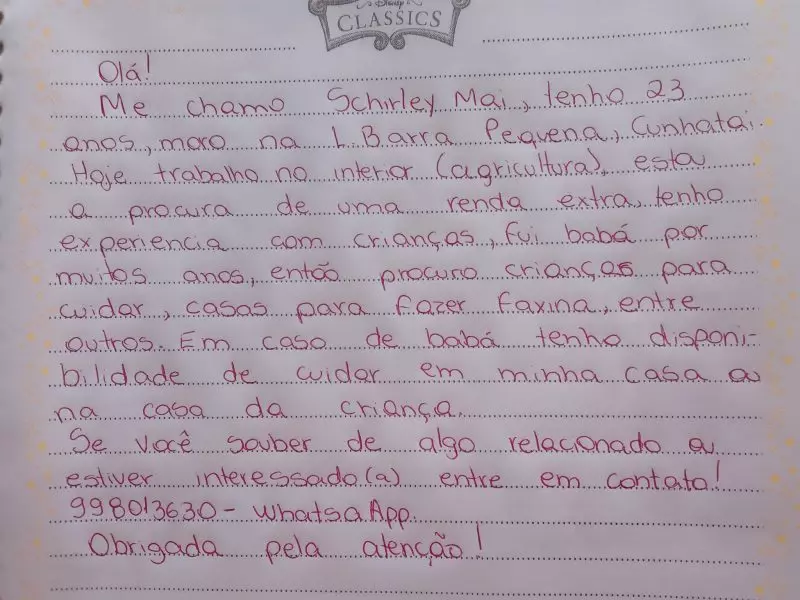 Disney
CLASSICS
Olá!
Me chamo Schirley Mai, tenho 23
anos, moro na L. Barra Pequena, Cunhataí.
Hoje trabalho no interior (agricultura), estou
a procura de uma renda extra, tenho
experiencia com crianças, fui babá por
muitos anos, então procuro crianças para
cuidar, casas para fazer faxina, entre
outros. Em caso de babá tenho disponi-
bilidade de cuidar em minha casa ou
na casa da criança.
Se você souber de algo relacionado ou
estiver interessado(a) entre em contato!
998013630 - WhatsaApp.
Obrigada pela atenção!